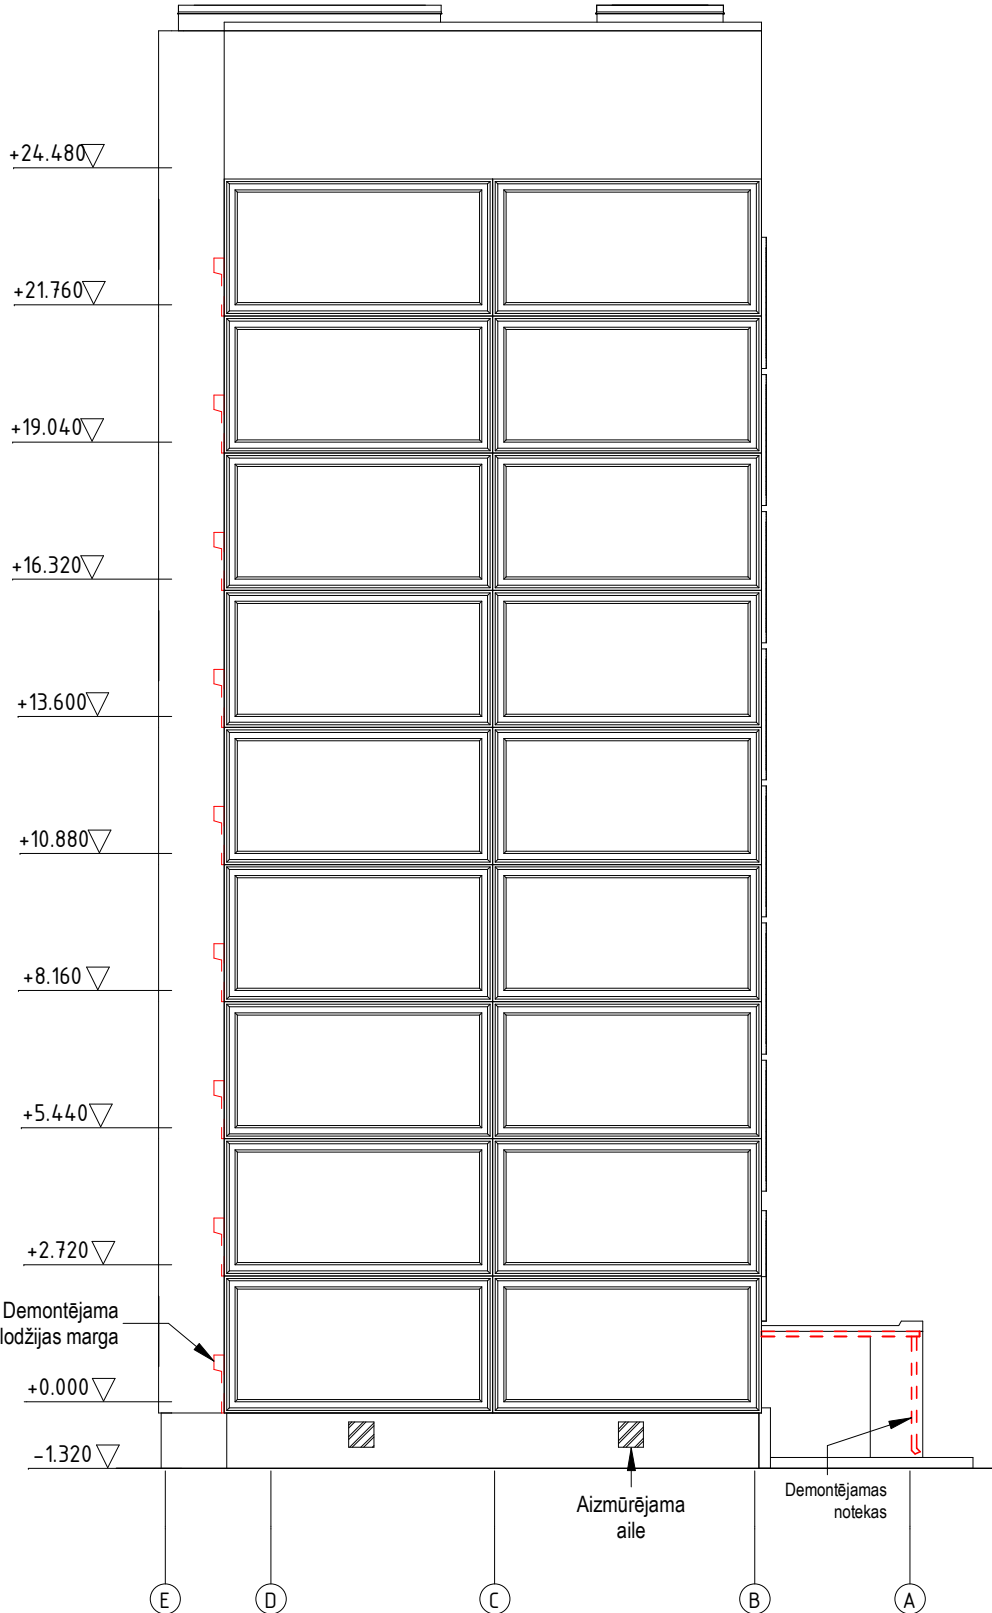 +24.480
+21.760
+19.040
+16.320
+13.600
+10.880
+8.160
+5.440
+2.720
Demontējama
lodžijas marga
+0.000
-1.320
Aizmūrējama
aile
Demontējamas
notekas
E D C B A